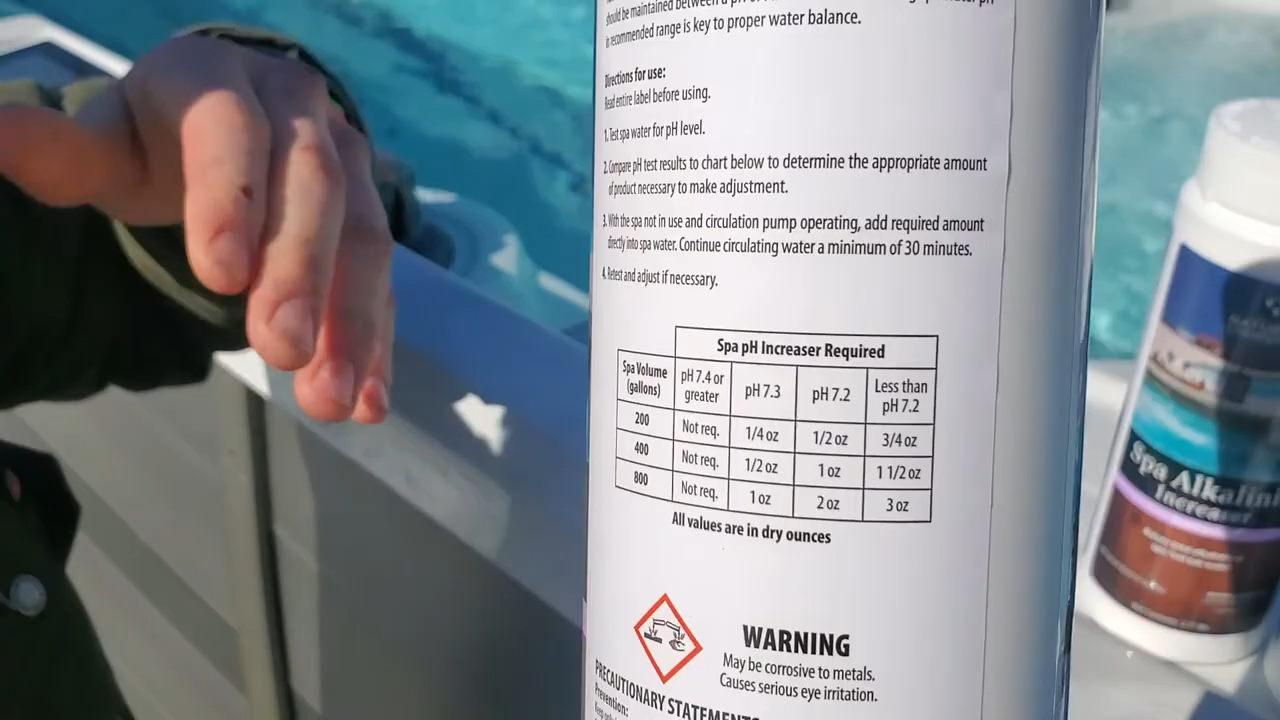 should be maintained between a pH of
in recommended range is key to proper water balance.
Directions for use:
Read entire label before using.
1. Test spa water for pH level.
2. Compare pH test results to chart below to determine the appropriate amount
of product necessary to make adjustment.
3. With the spa not in use and circulation pump operating, add required amount
directly into spa water. Continue circulating water a minimum of 30 minutes.
4. Retest and adjust if necessary.
Spa pH Increaser Required
Spa Volume (gallons) pH 7.4 or greater pH 7.3 pH 7.2 Less than pH 7.2
200 Not req. 1/4 oz 1/2 oz 3/4 oz
400 Not req. 1/2 oz 1 oz 1 1/2 oz
800 Not req. 1 oz 2 oz 3 oz
All values are in dry ounces
WARNING
May be corrosive to metals.
Causes serious eye irritation.
PRECAUTIONARY STATEMENTS
Prevention:
Spa Alkalini
Increaser